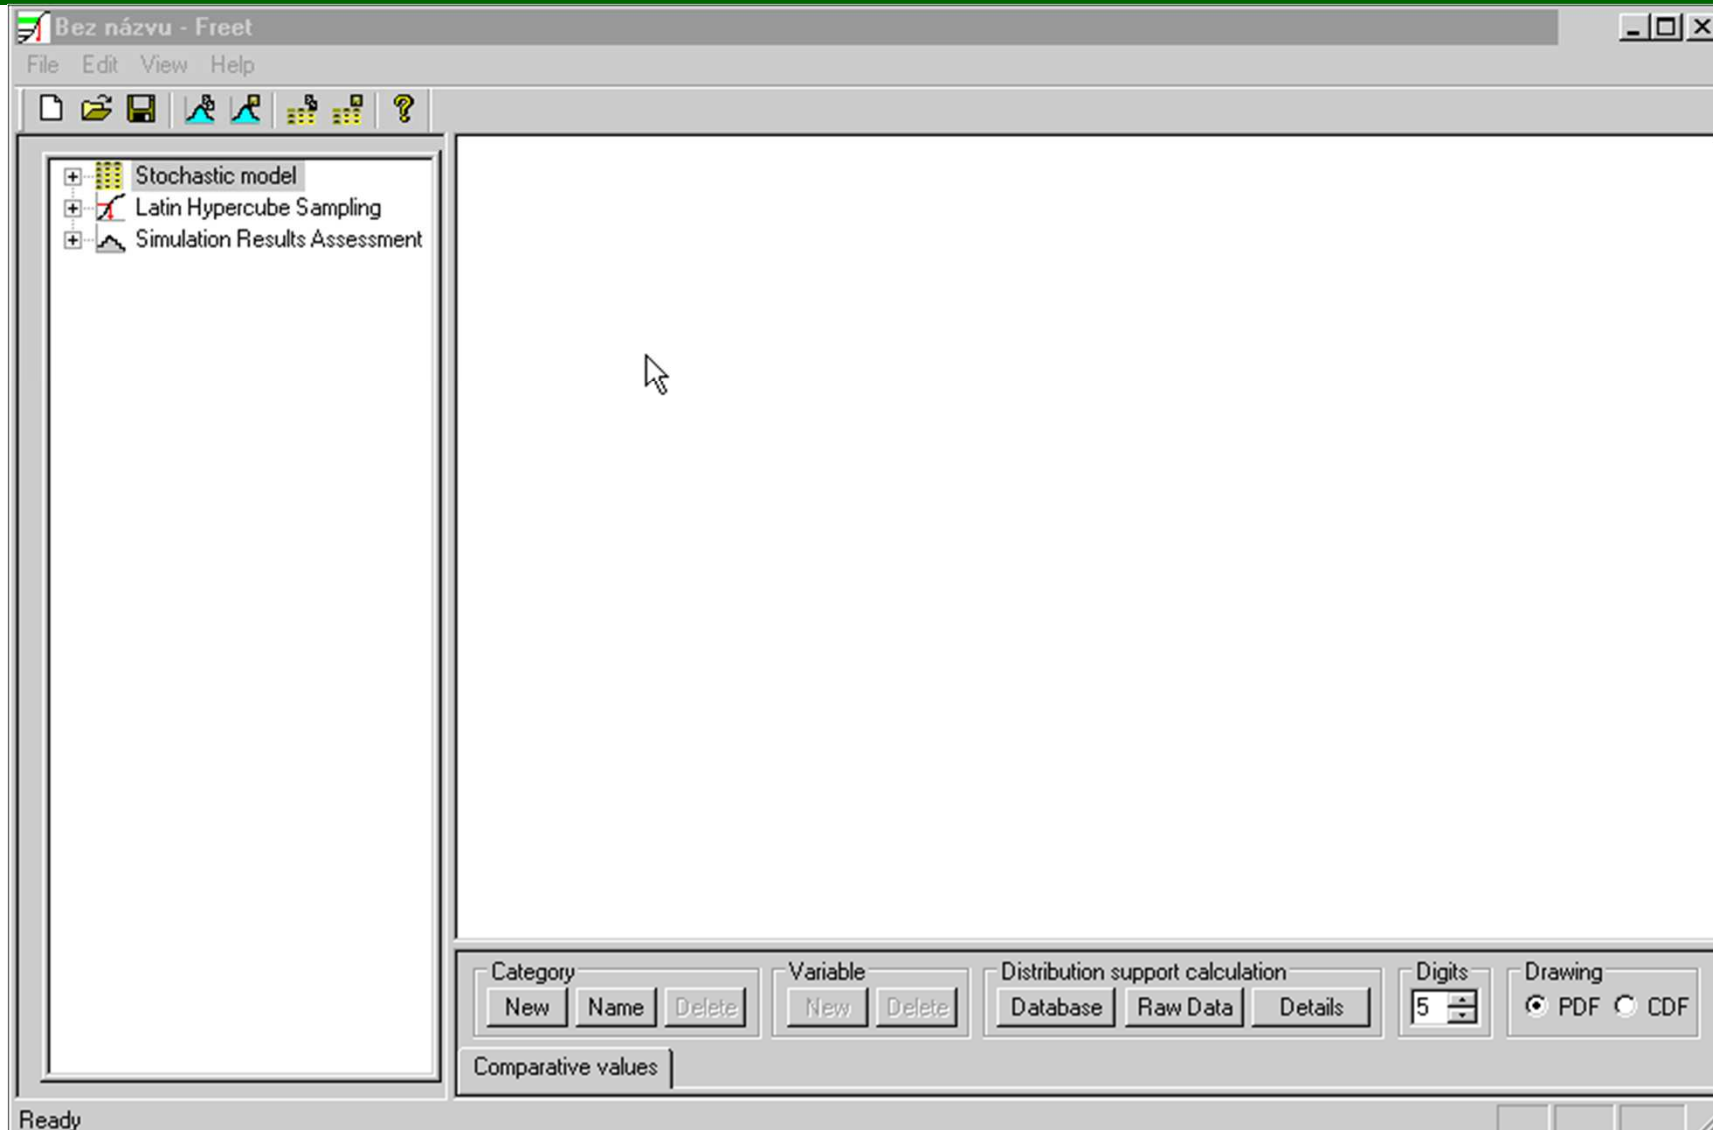 Bez názvu - Freet
File Edit View Help
Stochastic model
Latin Hypercube Sampling
Simulation Results Assessment
Category Variable Distribution support calculation Digits Drawing
New Name Delete New Delete Database Raw Data Details 5 PDF CDF
Comparative values
Ready